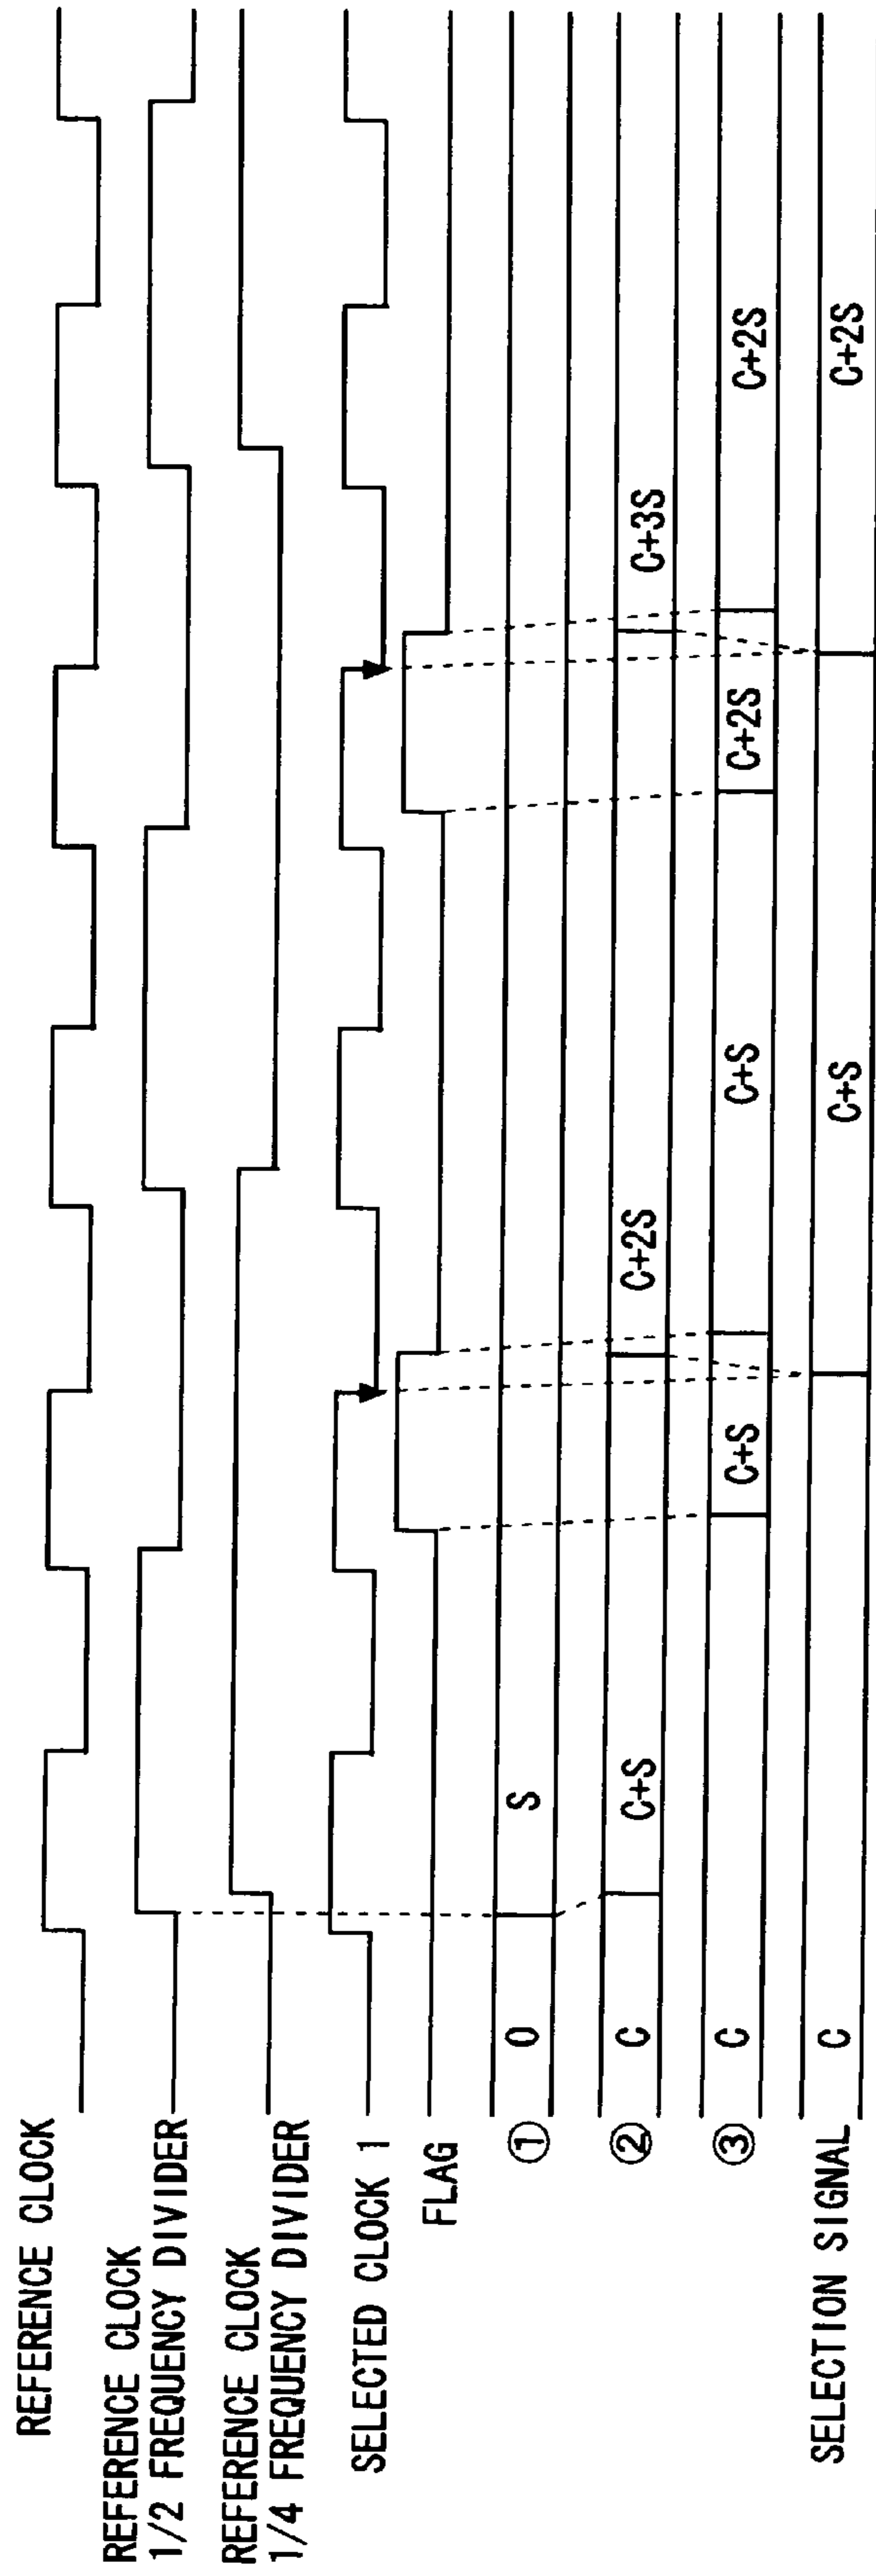 REFERENCE CLOCK
REFERENCE CLOCK
1/2 FREQUENCY DIVIDER
REFERENCE CLOCK
1/4 FREQUENCY DIVIDER
SELECTED CLOCK 1
FLAG
① 0 S
② C C+S C+2S C+3S
③ C C+S C+S C+2S C+2S
SELECTION SIGNAL C C+S C+2S